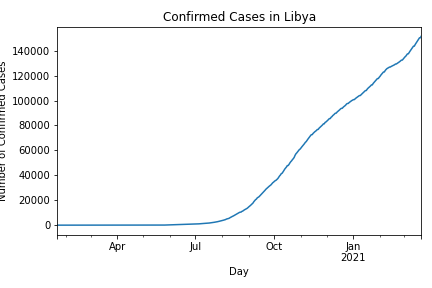 Confirmed Cases in Libya
Number of Confirmed Cases
140000
120000
100000
80000
60000
40000
20000
0
Apr
Jul
Oct
Jan
2021
Day